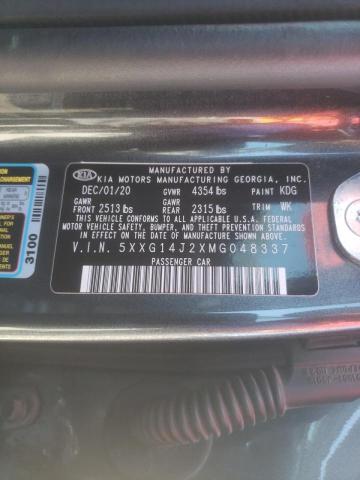 MANUFACTURED BY
KIA KIA MOTORS MANUFACTURING GEORGIA, INC.
DEC/01/20 GVWR 4354 lbs PAINT KDG
GAWR GAWR
FRONT 2513 lbs REAR 2315 lbs TRIM WK
THIS VEHICLE CONFORMS TO ALL APPLICABLE U.S.A. FEDERAL
MOTOR VEHICLE SAFETY, BUMPER, AND THEFT PREVENTION STANDARDS
IN EFFECT ON THE DATE OF MANUFACTURE SHOWN ABOVE.
V.I.N. 5XXG14J2XMG048337
PASSENGER CAR
3100